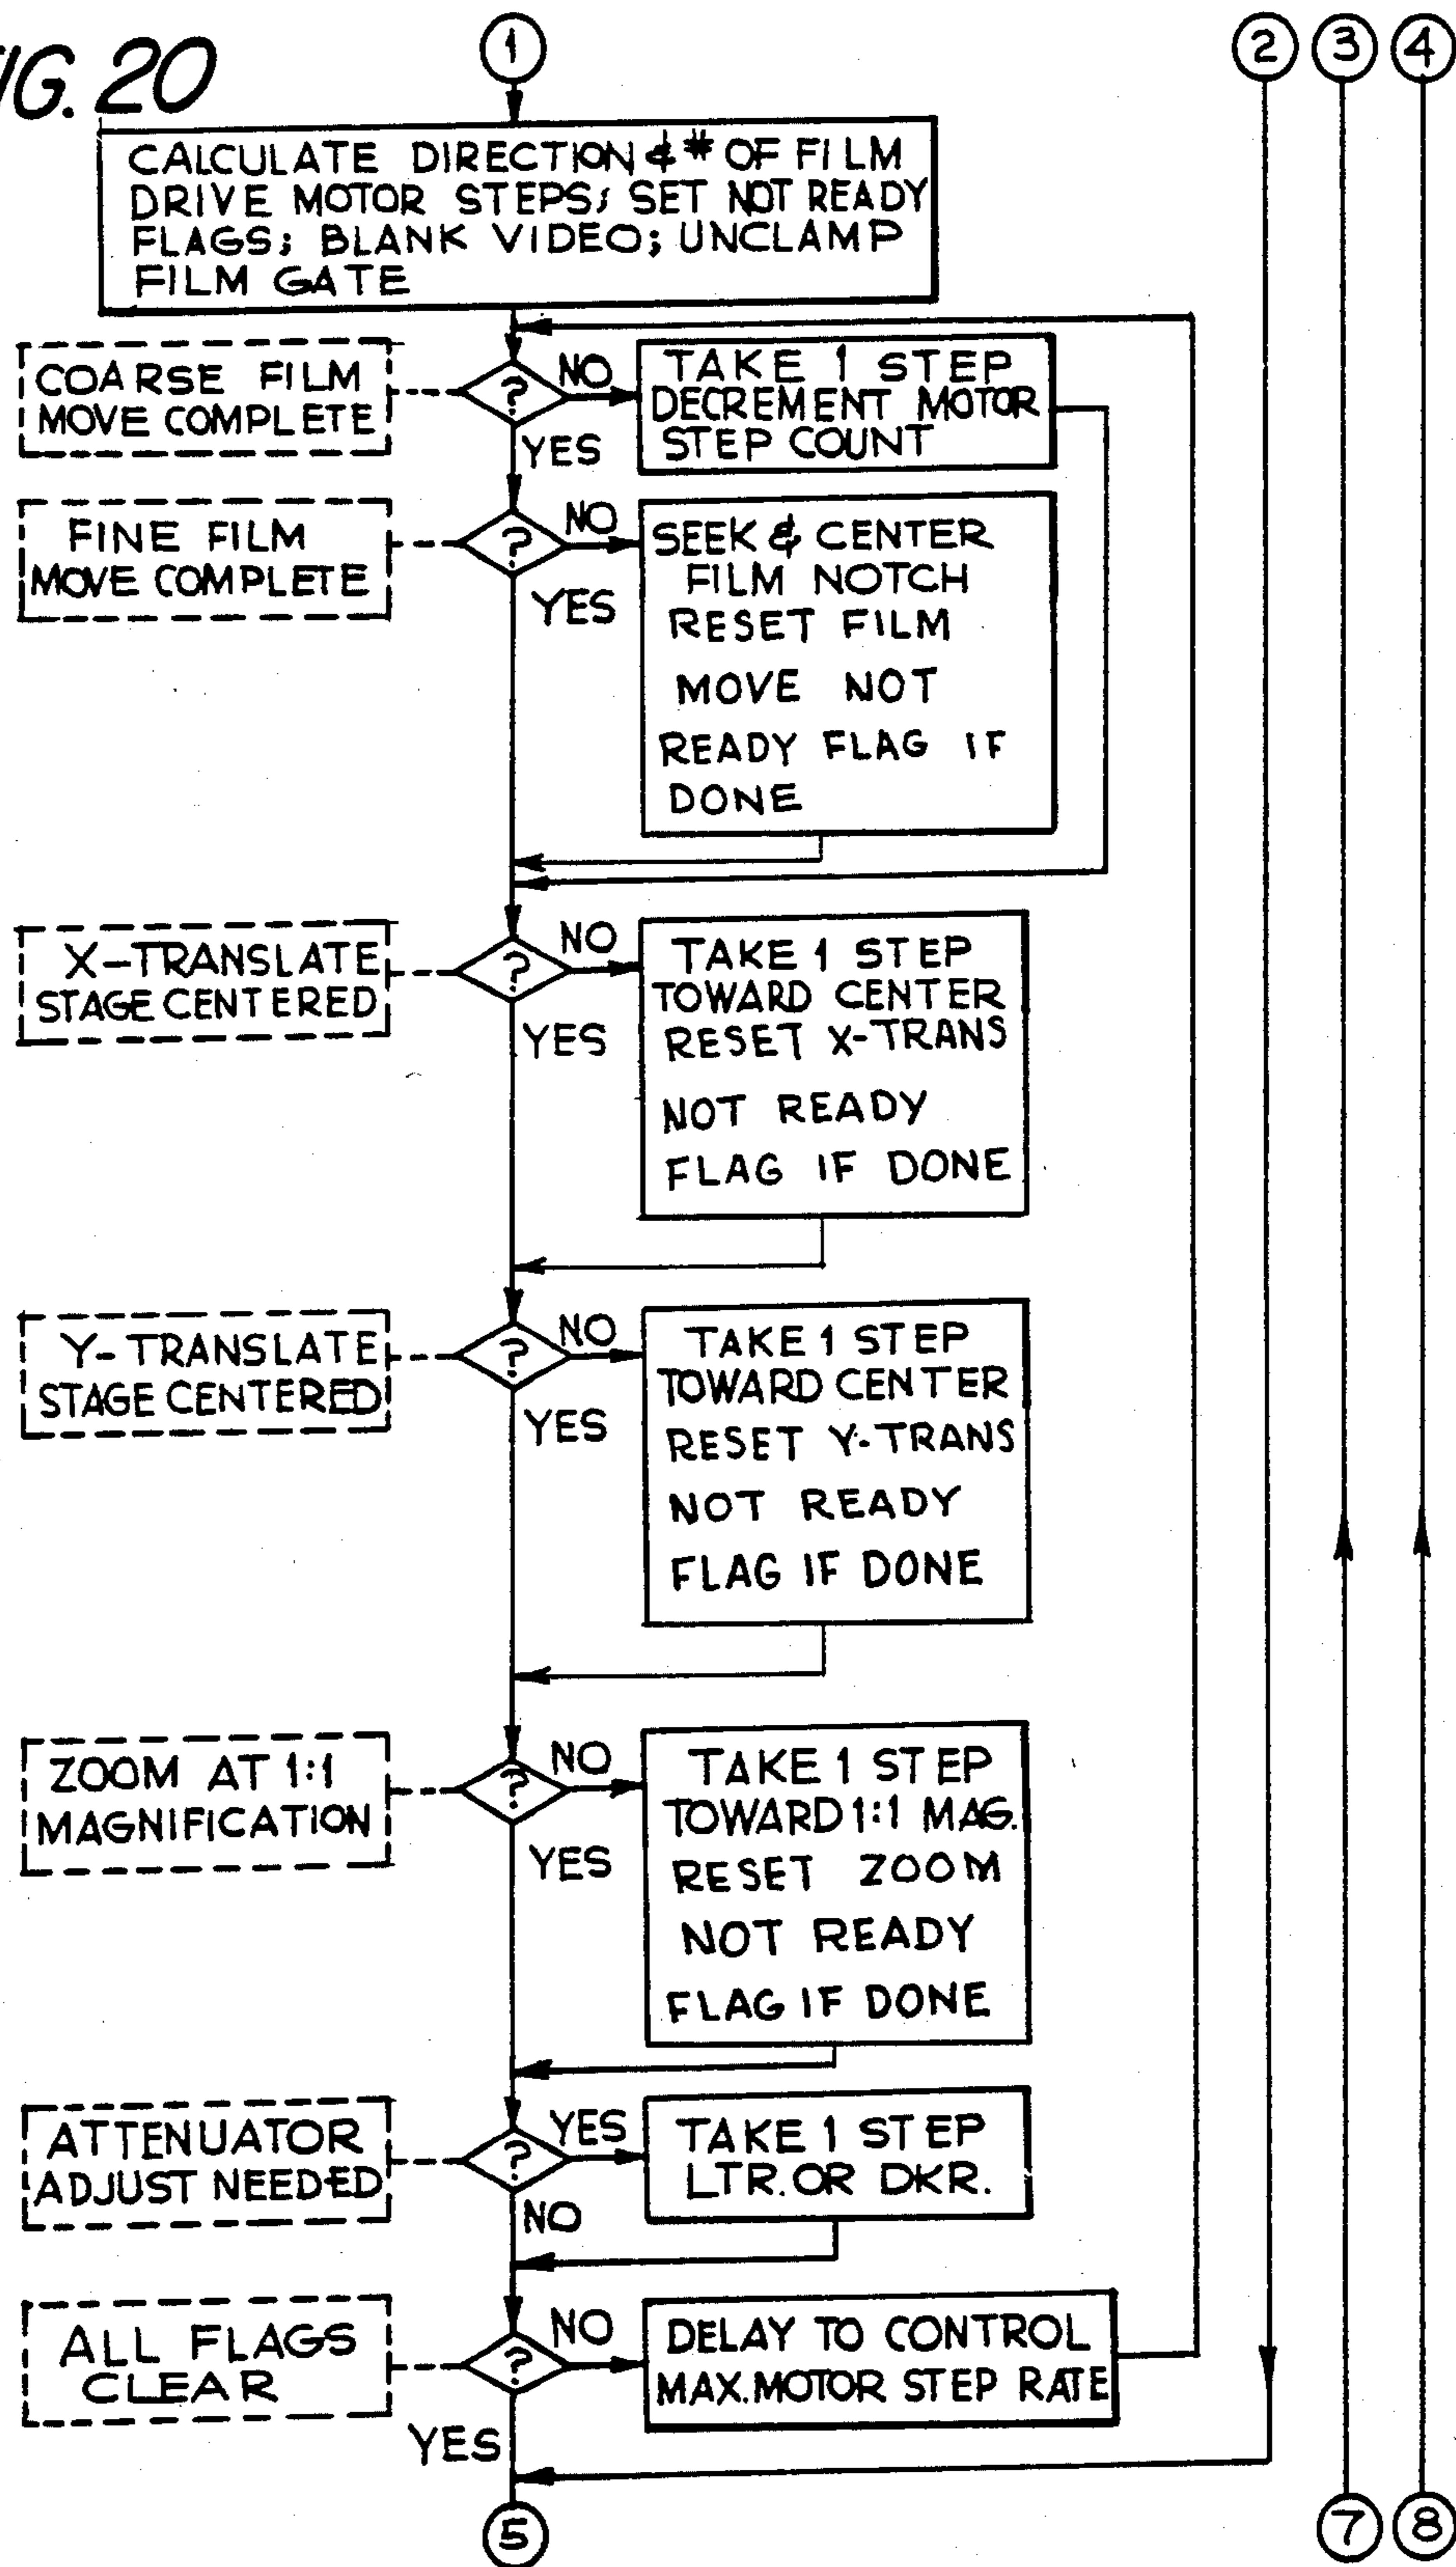 IG. 20
1
2
3
4
CALCULATE DIRECTION & # OF FILM
DRIVE MOTOR STEPS; SET NOT READY
FLAGS; BLANK VIDEO; UNCLAMP
FILM GATE
COARSE FILM
MOVE COMPLETE
?
NO
YES
TAKE 1 STEP
DECREMENT MOTOR
STEP COUNT
FINE FILM
MOVE COMPLETE
?
NO
YES
SEEK & CENTER
FILM NOTCH
RESET FILM
MOVE NOT
READY FLAG IF
DONE
X-TRANSLATE
STAGE CENTERED
?
NO
YES
TAKE 1 STEP
TOWARD CENTER
RESET X-TRANS
NOT READY
FLAG IF DONE
Y-TRANSLATE
STAGE CENTERED
?
NO
YES
TAKE 1 STEP
TOWARD CENTER
RESET Y-TRANS
NOT READY
FLAG IF DONE
ZOOM AT 1:1
MAGNIFICATION
?
NO
YES
TAKE 1 STEP
TOWARD 1:1 MAG.
RESET ZOOM
NOT READY
FLAG IF DONE
ATTENUATOR
ADJUST NEEDED
?
YES
NO
TAKE 1 STEP
LTR. OR DKR.
ALL FLAGS
CLEAR
?
NO
YES
DELAY TO CONTROL
MAX. MOTOR STEP RATE
5
7
8